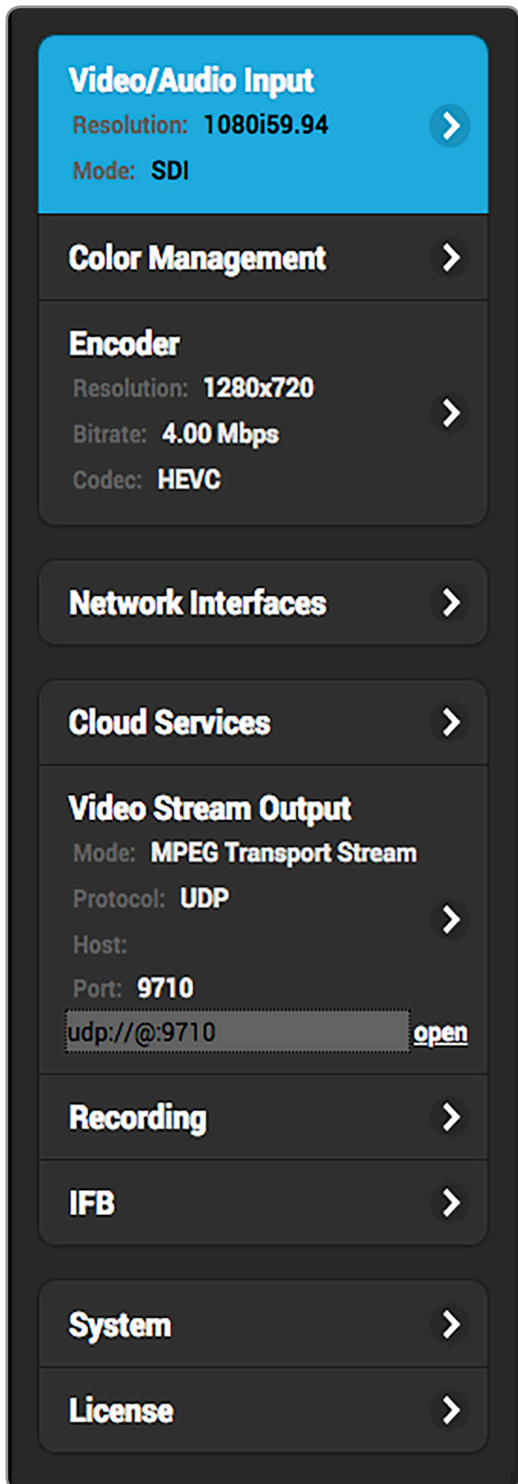 Video/Audio Input
Resolution: 1080i59.94
Mode: SDI
Color Management
Encoder
Resolution: 1280x720
Bitrate: 4.00 Mbps
Codec: HEVC
Network Interfaces
Cloud Services
Video Stream Output
Mode: MPEG Transport Stream
Protocol: UDP
Host:
Port: 9710
udp://@:9710 open
Recording
IFB
System
License